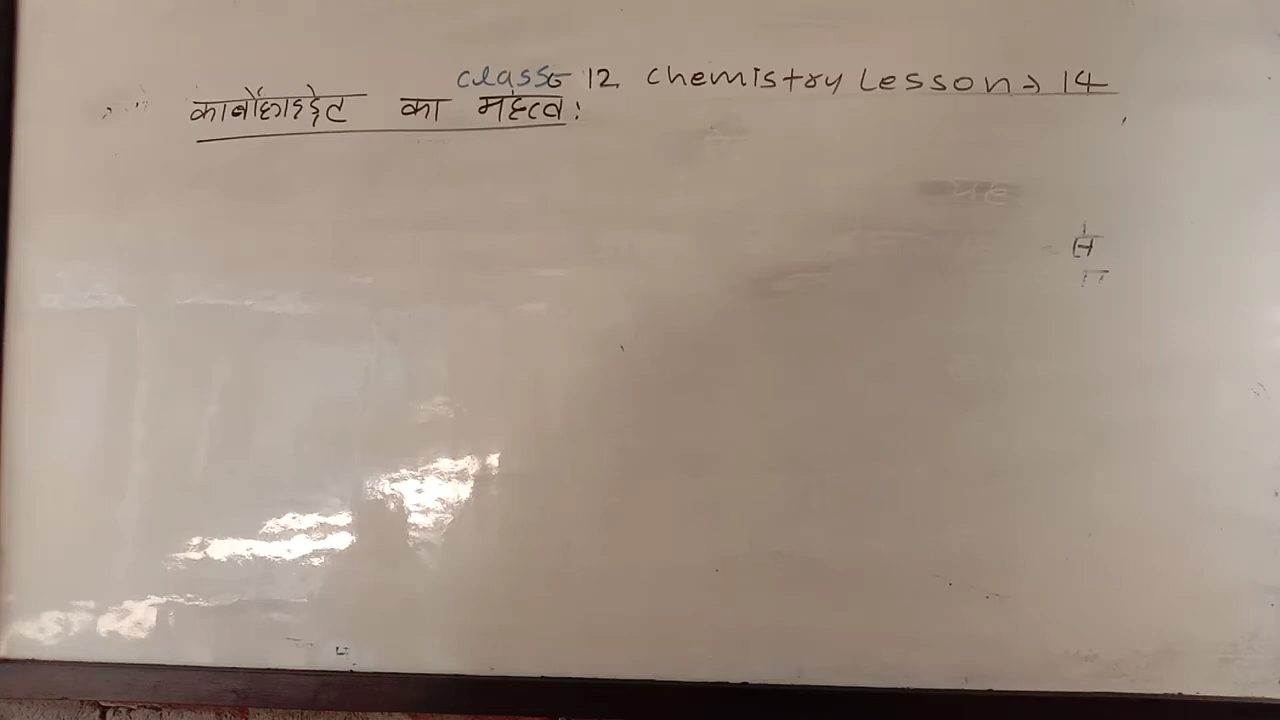 Class 12 Chemistry Lesson → 14
कार्बोहाइड्रेट का महत्व: